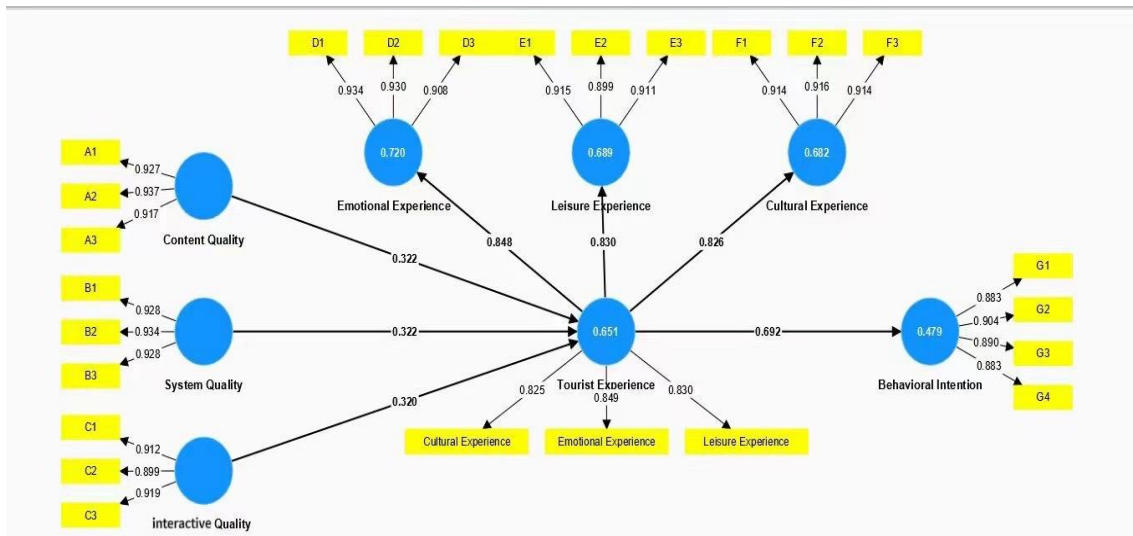 D1 D2 D3 E1 E2 E3 F1 F2 F3
0.934 0.930 0.908 0.915 0.899 0.911 0.914 0.916 0.914
0.720 0.689 0.682
Emotional Experience Leisure Experience Cultural Experience
A1
0.927
A2
0.937
A3
0.917
Content Quality
0.848 0.830 0.826
0.322
B1
0.928
B2
0.934
B3
0.928
System Quality
0.322
0.651
Tourist Experience
0.692
0.479
Behavioral Intention
G1
0.883
G2
0.904
G3
0.890
G4
0.883
0.825 0.849 0.830
Cultural Experience Emotional Experience Leisure Experience
0.320
C1
0.912
C2
0.899
C3
0.919
interactive Quality